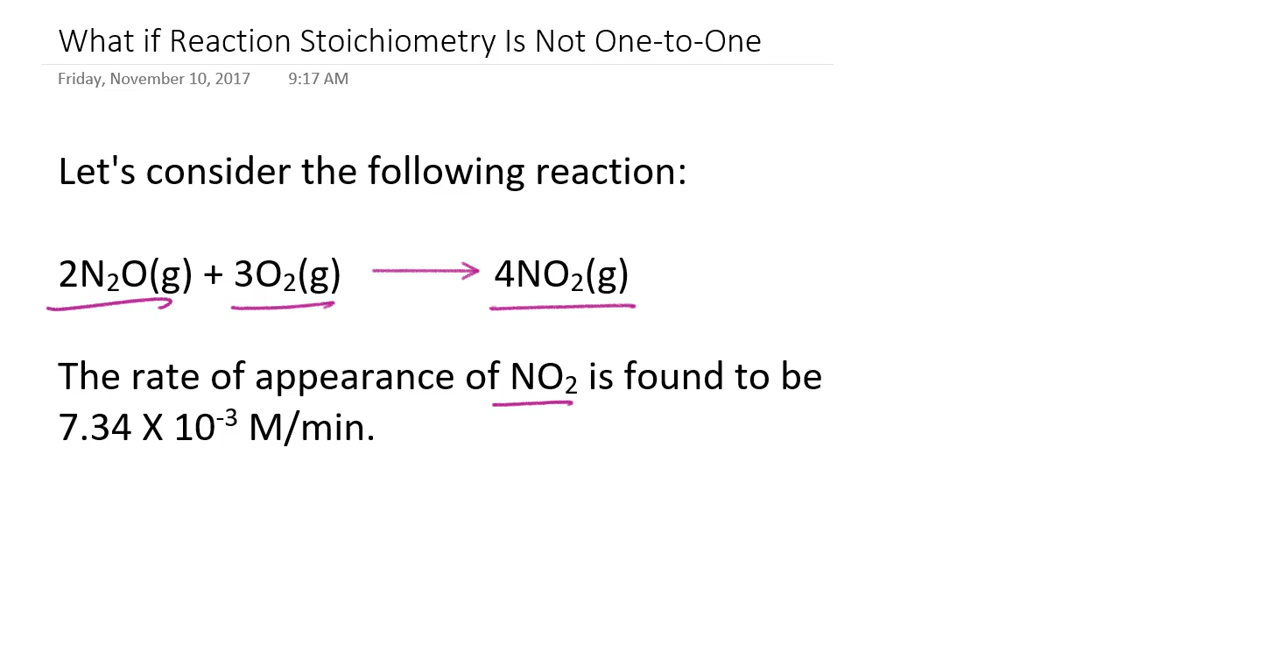 What if Reaction Stoichiometry Is Not One-to-One
Friday, November 10, 2017 9:17 AM
Let's consider the following reaction:
2N₂O(g) + 3O₂(g) ⟶ 4NO₂(g)
The rate of appearance of NO₂ is found to be
7.34 X 10⁻³ M/min.